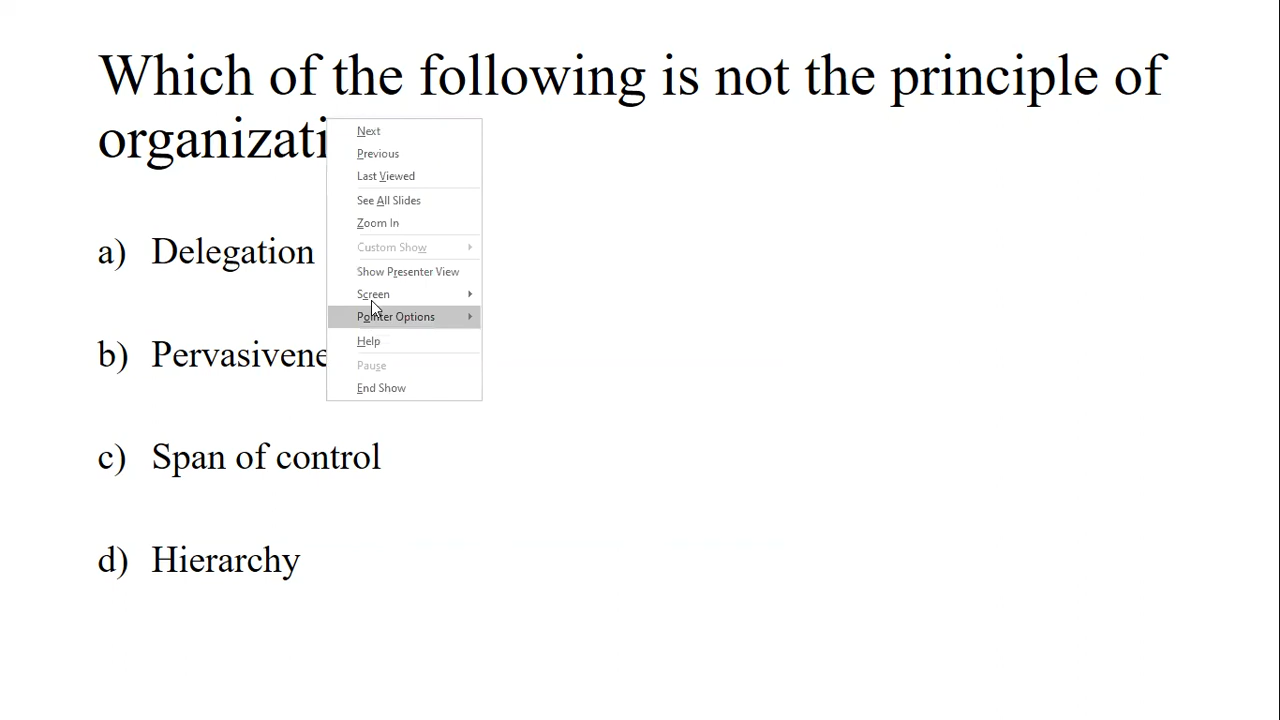 Which of the following is not the principle of
organizati
a) Delegation
b) Pervasivene
c) Span of control
d) Hierarchy
Next
Previous
Last Viewed
See All Slides
Zoom In
Custom Show
Show Presenter View
Screen
Pointer Options
Help
Pause
End Show